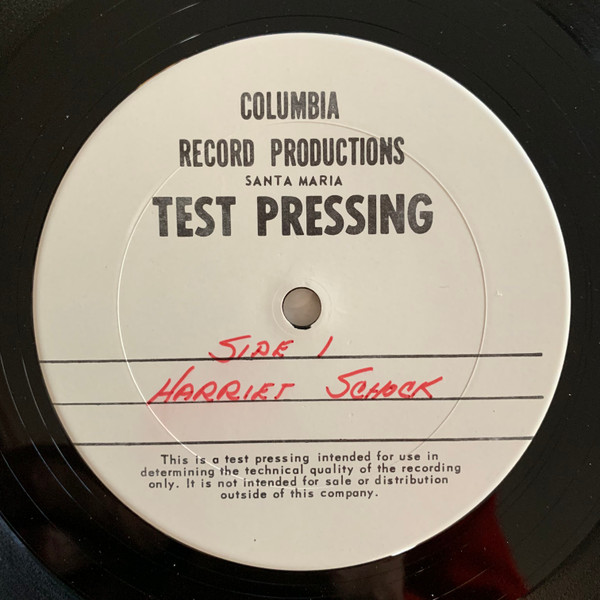 COLUMBIA
RECORD PRODUCTIONS
SANTA MARIA
TEST PRESSING
SIDE 1
HARRIET SCHOCK
This is a test pressing intended for use in
determining the technical quality of the recording
only. It is not intended for sale or distribution
outside of this company.